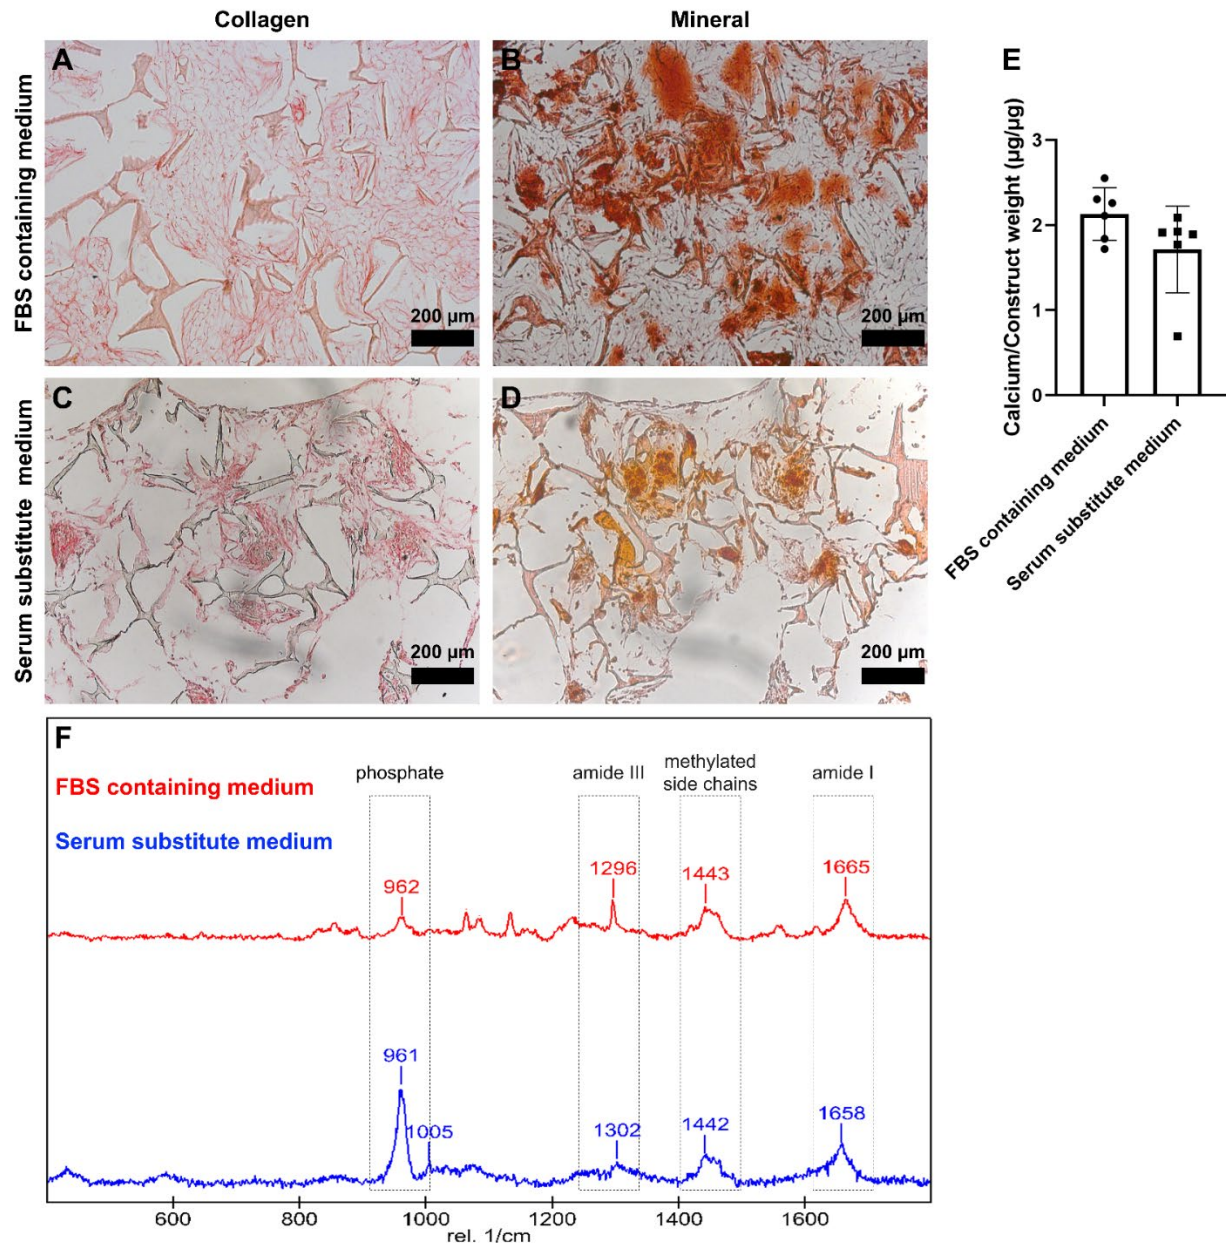 Collagen
Mineral
FBS containing medium
A
200 µm
B
200 µm
Serum substitute medium
C
200 µm
D
200 µm
E
Calcium/Construct weight (µg/µg)
3
2
1
0
FBS containing medium
Serum substitute medium
F
FBS containing medium
Serum substitute medium
phosphate
amide III
methylated
side chains
amide I
962
1296
1443
1665
961
1005
1302
1442
1658
600
800
1000
1200
1400
1600
rel. 1/cm